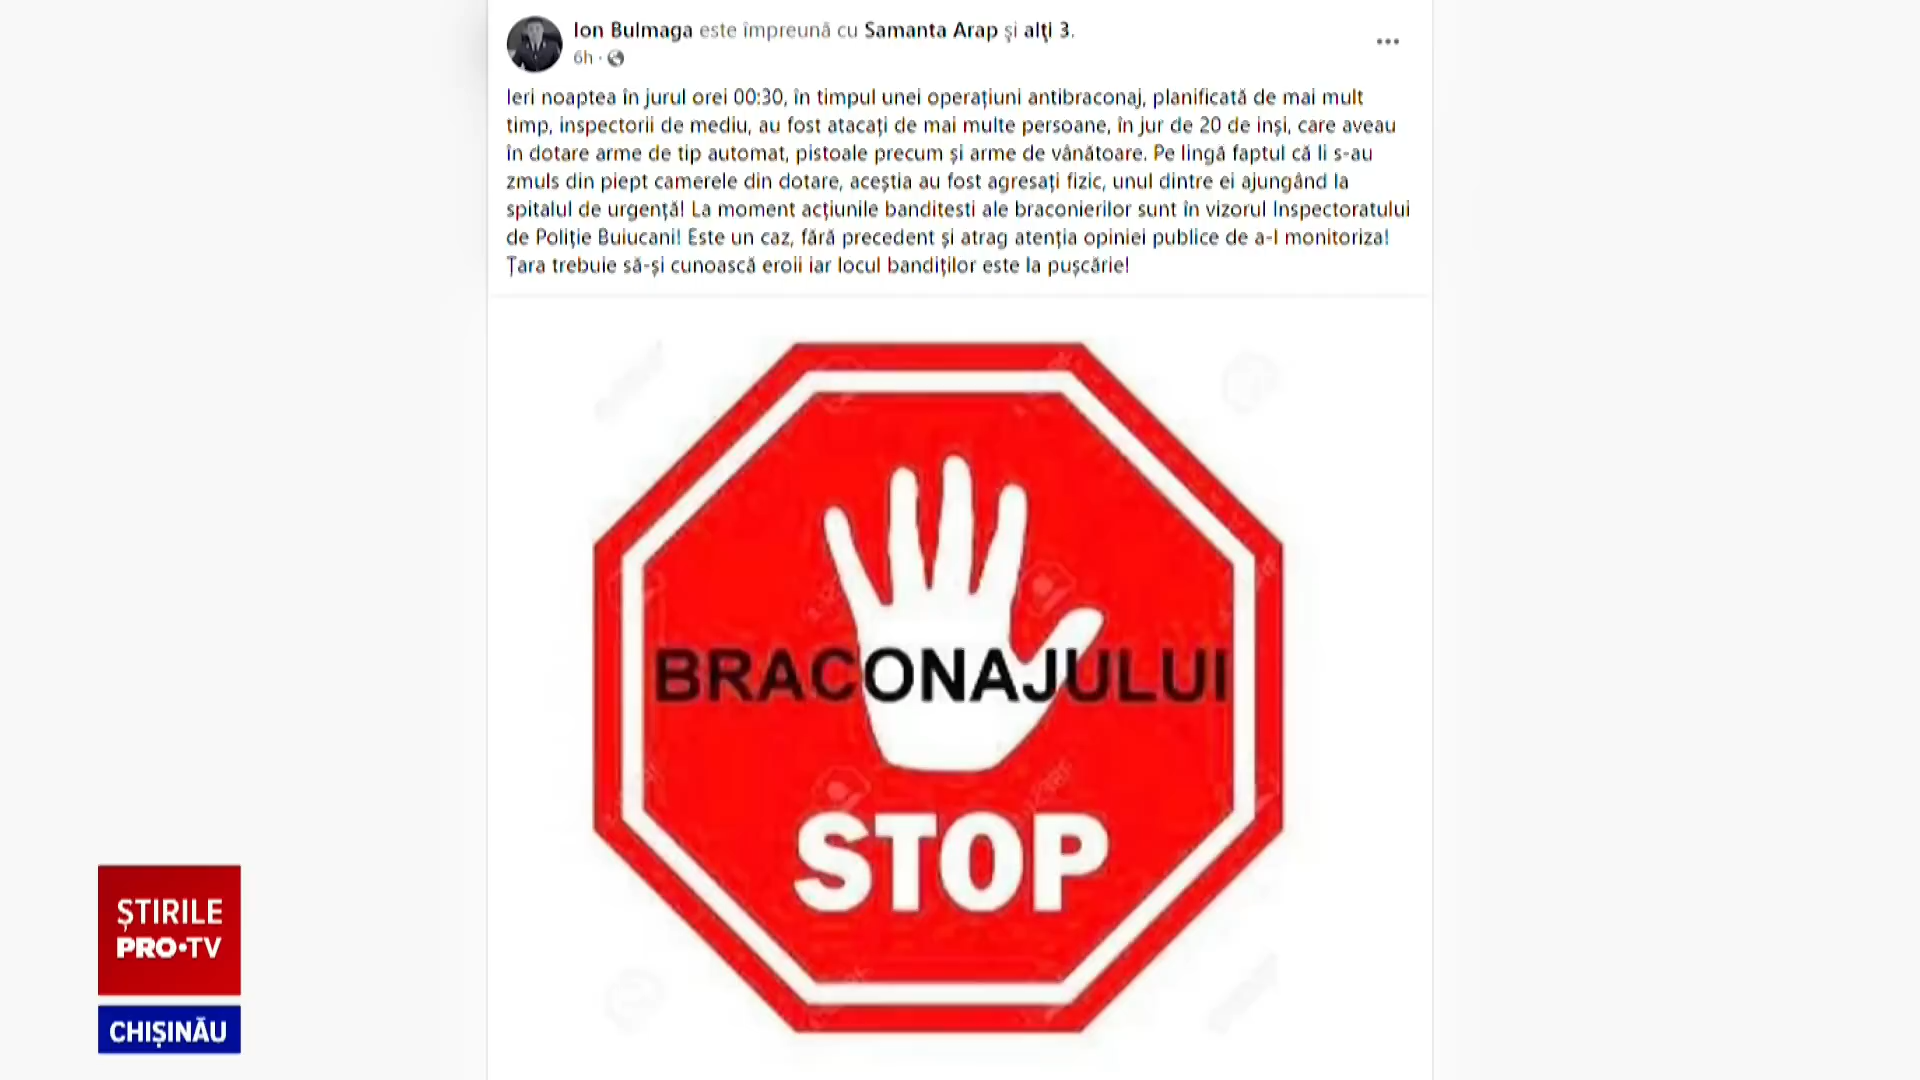 Ion Bulmaga este împreună cu Samanta Arap și alți 3.
6h ·
Ieri noaptea în jurul orei 00:30, în timpul unei operațiuni antibraconaj, planificată de mai mult
timp, inspectorii de mediu, au fost atacați de mai multe persoane, în jur de 20 de inși, care aveau
în dotare arme de tip automat, pistoale precum și arme de vânătoare. Pe lingă faptul că li s-au
zmuls din piept camerele din dotare, aceștia au fost agresați fizic, unul dintre ei ajungând la
spitalul de urgență! La moment acțiunile banditesti ale braconierilor sunt în vizorul Inspectoratului
de Poliție Buiucani! Este un caz, fără precedent și atrag atenția opiniei publice de a-l monitoriza!
Țara trebuie să-și cunoască eroii iar locul bandiților este la pușcărie!
BRACONAJULUI
STOP
ȘTIRILE
PRO•TV
CHIȘINĂU